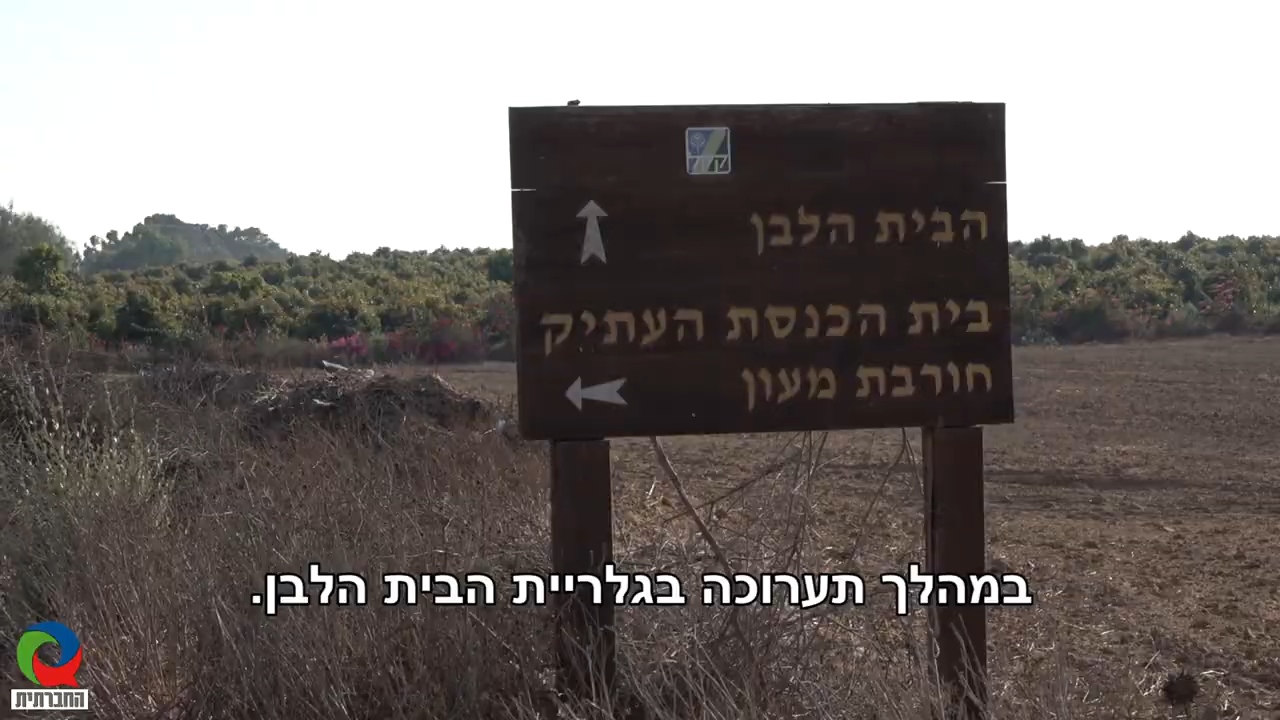 הבית הלבן
בית הכנסת העתיק
חורבת מעון
במהלך תערוכה בגלריית הבית הלבן.
החברתית